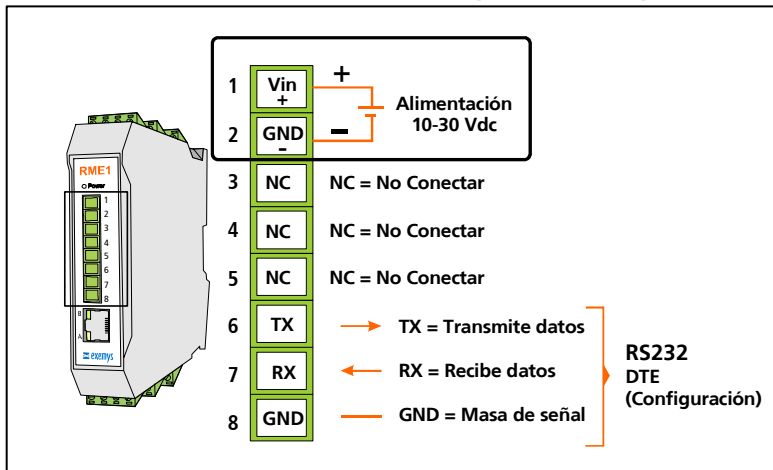 RME1
Power
1
2
3
4
5
6
7
8
B
A
exemys
1 Vin + +
Alimentación
10-30 Vdc
2 GND - –
3 NC NC = No Conectar
4 NC NC = No Conectar
5 NC NC = No Conectar
6 TX TX = Transmite datos
7 RX RX = Recibe datos
8 GND GND = Masa de señal
RS232
DTE
(Configuración)